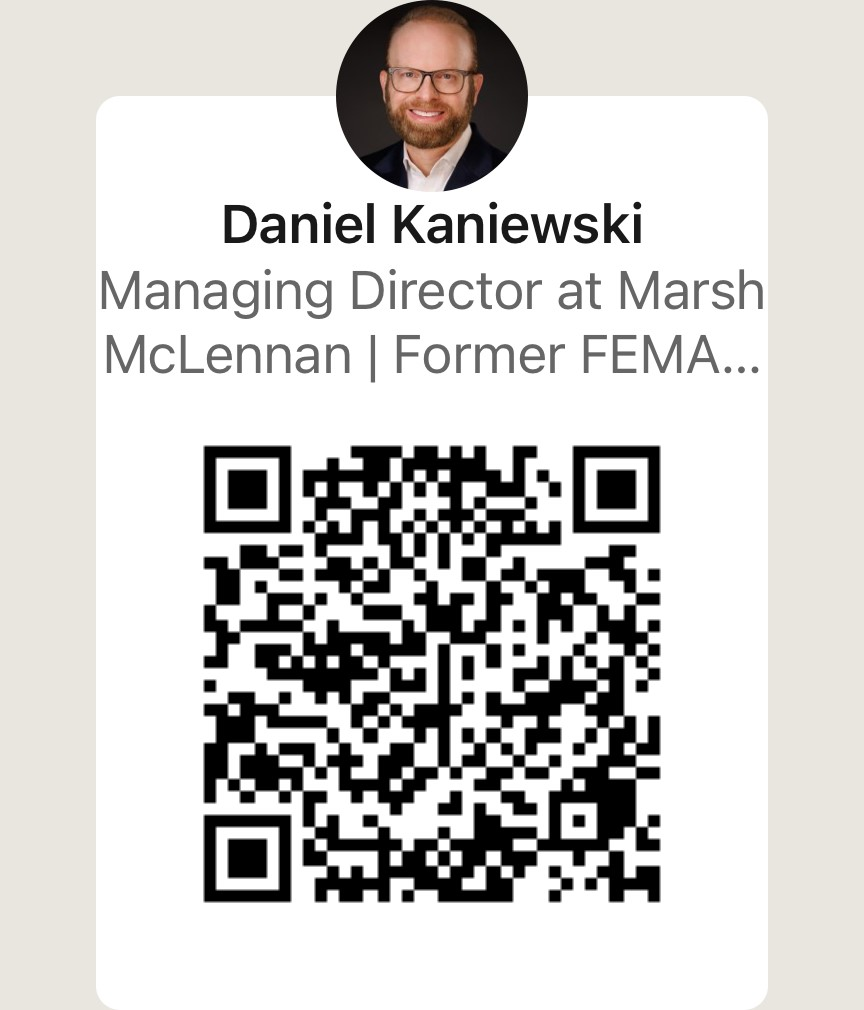 Daniel Kaniewski
Managing Director at Marsh
McLennan | Former FEMA...